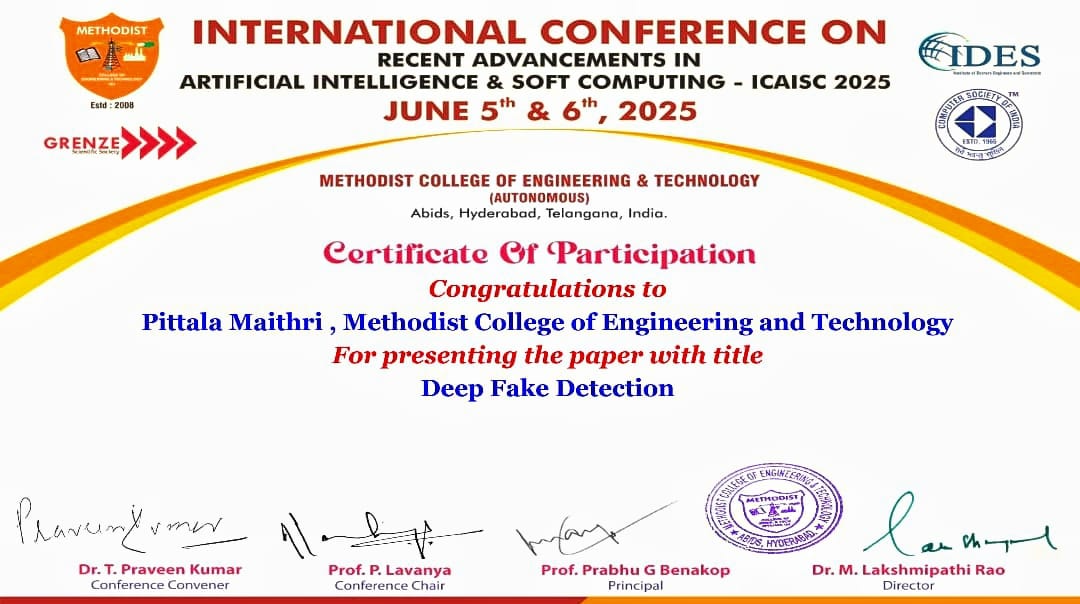 METHODIST
COLLEGE OF
ENGINEERING & TECHNOLOGY
Estd : 2008
INTERNATIONAL CONFERENCE ON
RECENT ADVANCEMENTS IN
ARTIFICIAL INTELLIGENCE & SOFT COMPUTING - ICAISC 2025
JUNE 5th & 6th, 2025
IDES
Institute of Doctors Engineers and Scientists
COMPUTER SOCIETY OF INDIA
TM
ESTD. 1965
GRENZE
Scientific Society
METHODIST COLLEGE OF ENGINEERING & TECHNOLOGY
(AUTONOMOUS)
Abids, Hyderabad, Telangana, India.
Certificate Of Participation
Congratulations to
Pittala Maithri , Methodist College of Engineering and Technology
For presenting the paper with title
Deep Fake Detection
Praveen Kumar
METHODIST COLLEGE OF ENGINEERING & TECHNOLOGY
METHODIST
ABIDS, HYDERABAD.
Dr. T. Praveen Kumar
Conference Convener
Prof. P. Lavanya
Conference Chair
Prof. Prabhu G Benakop
Principal
Dr. M. Lakshmipathi Rao
Director